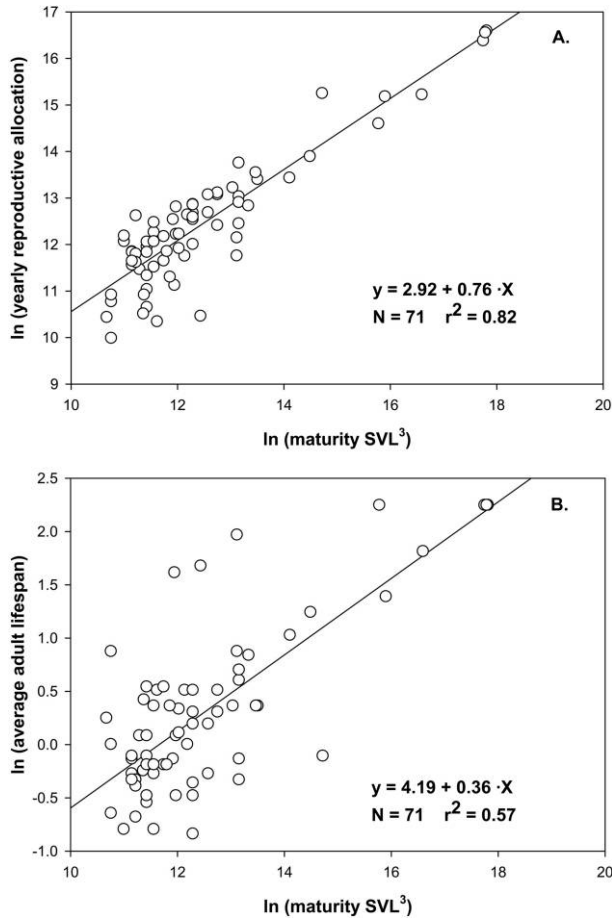 17
16
15
14
13
12
11
10
9
A.
ln (yearly reproductive allocation)
y = 2.92 + 0.76 ·X
N = 71 r² = 0.82
10 12 14 16 18 20
ln (maturity SVL³)
2.5
2.0
1.5
1.0
0.5
0.0
-0.5
-1.0
B.
ln (average adult lifespan)
y = 4.19 + 0.36 ·X
N = 71 r² = 0.57
10 12 14 16 18 20
ln (maturity SVL³)